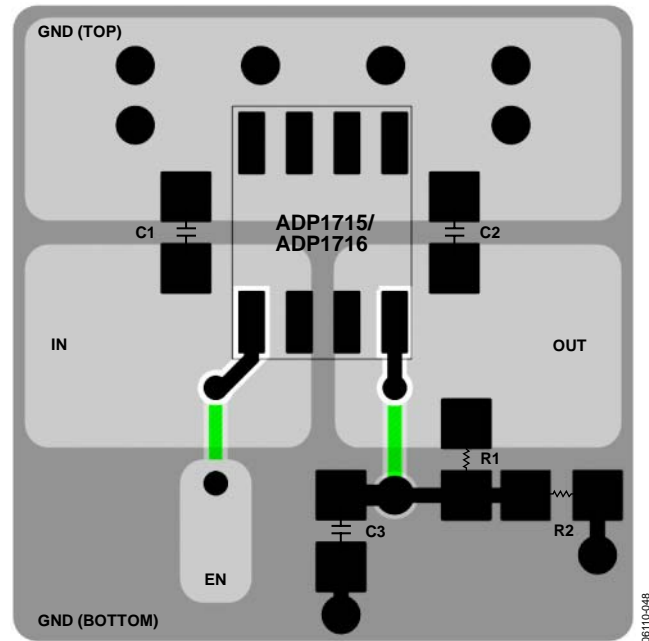 GND (TOP)
ADP1715/
ADP1716
C1
C2
IN
OUT
R1
R2
C3
EN
GND (BOTTOM)
06110-048